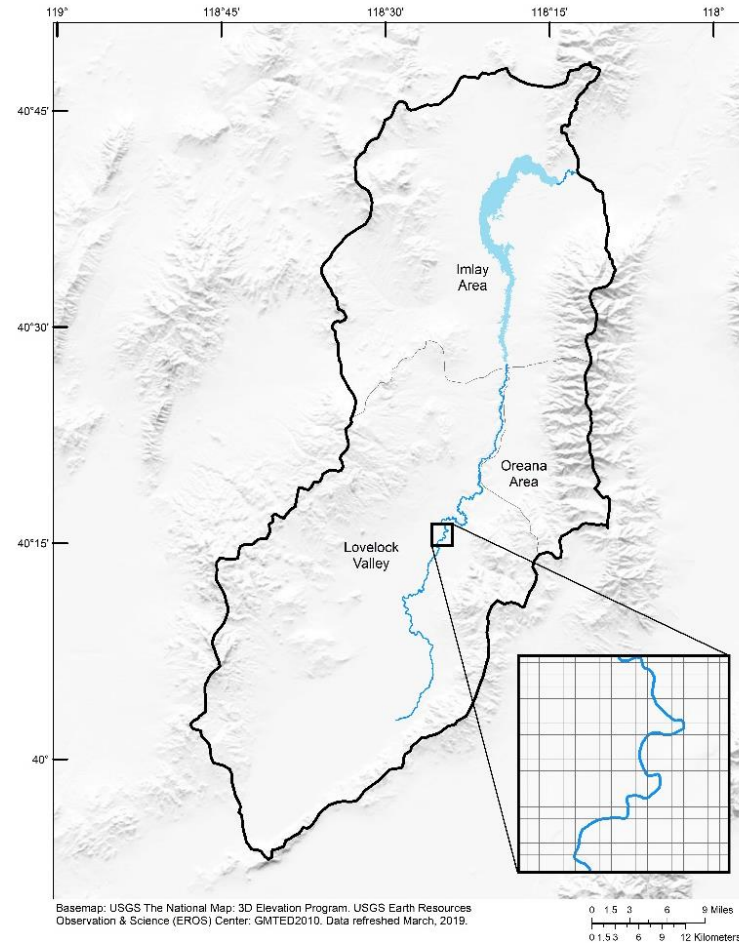 119° 118°45' 118°30' 118°15' 118°
40°45'
Imlay
Area
40°30'
Oreana
Area
40°15'
Lovelock
Valley
40°
Basemap: USGS The National Map: 3D Elevation Program. USGS Earth Resources
Observation & Science (EROS) Center: GMTED2010. Data refreshed March, 2019.
0 1.5 3 6 9 Miles
0 1.5 3 6 9 12 Kilometers